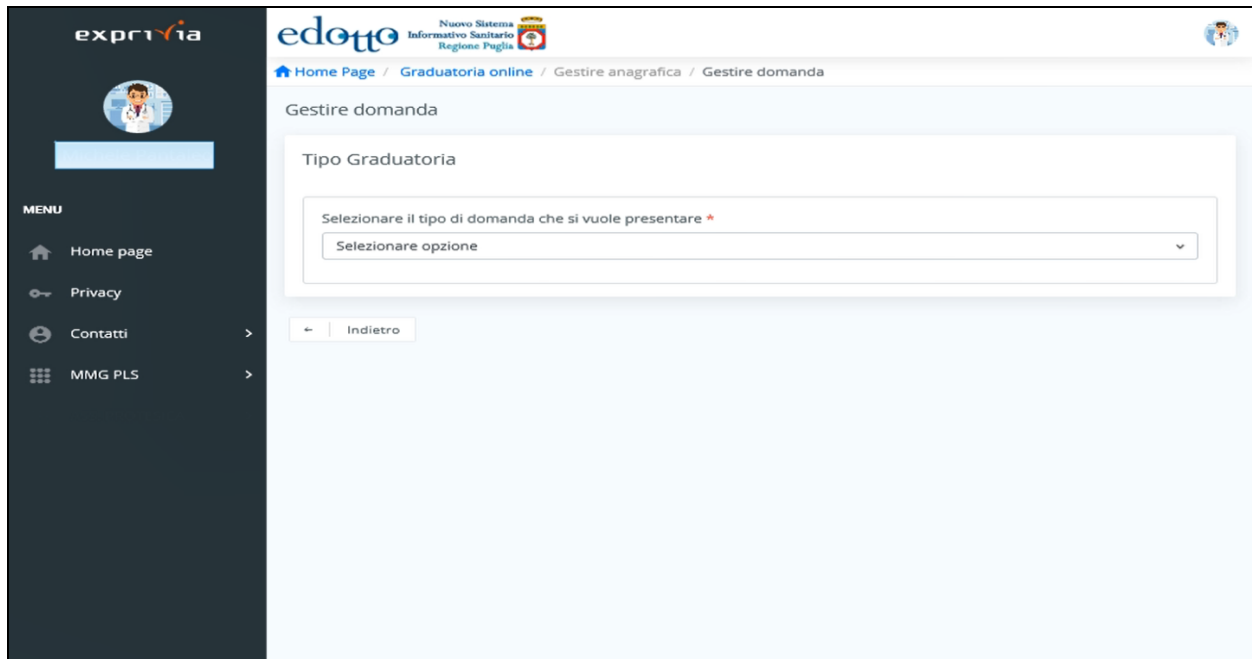 exprivia
MENU
Home page
Privacy
Contatti
MMG PLS
edotto
Nuovo Sistema
Informativo Sanitario
Regione Puglia
Home Page / Graduatoria online / Gestire anagrafica / Gestire domanda
Gestire domanda
Tipo Graduatoria
Selezionare il tipo di domanda che si vuole presentare *
Selezionare opzione
Indietro